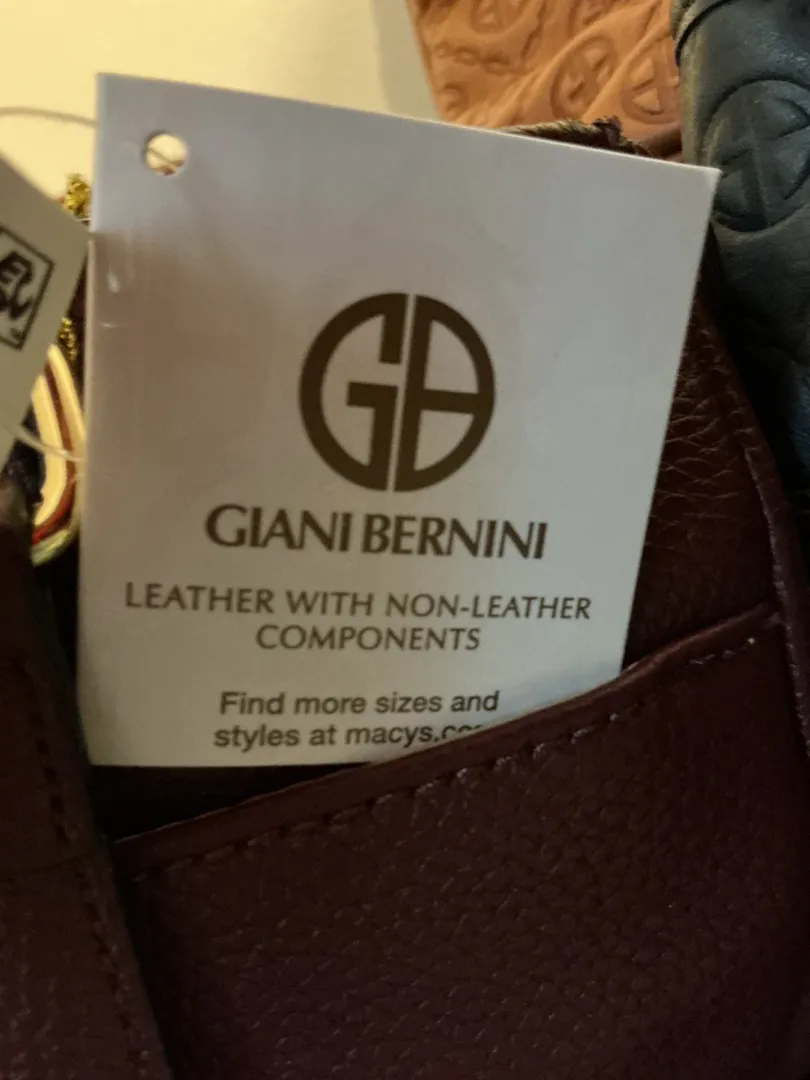 GB
GIANI BERNINI
LEATHER WITH NON-LEATHER
COMPONENTS
Find more sizes and
styles at